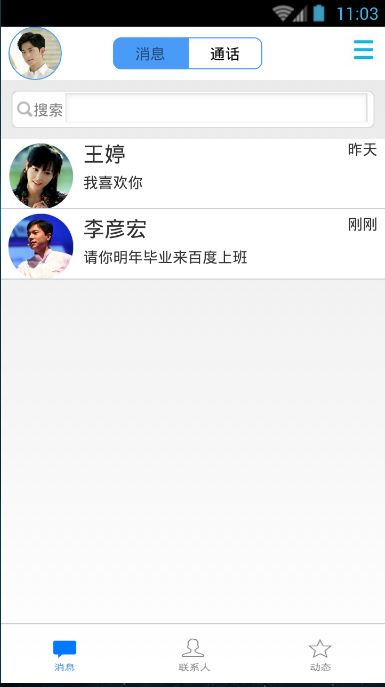 11:03
消息 通话
搜索
王婷 昨天
我喜欢你
李彦宏 刚刚
请你明年毕业来百度上班
消息 联系人 动态